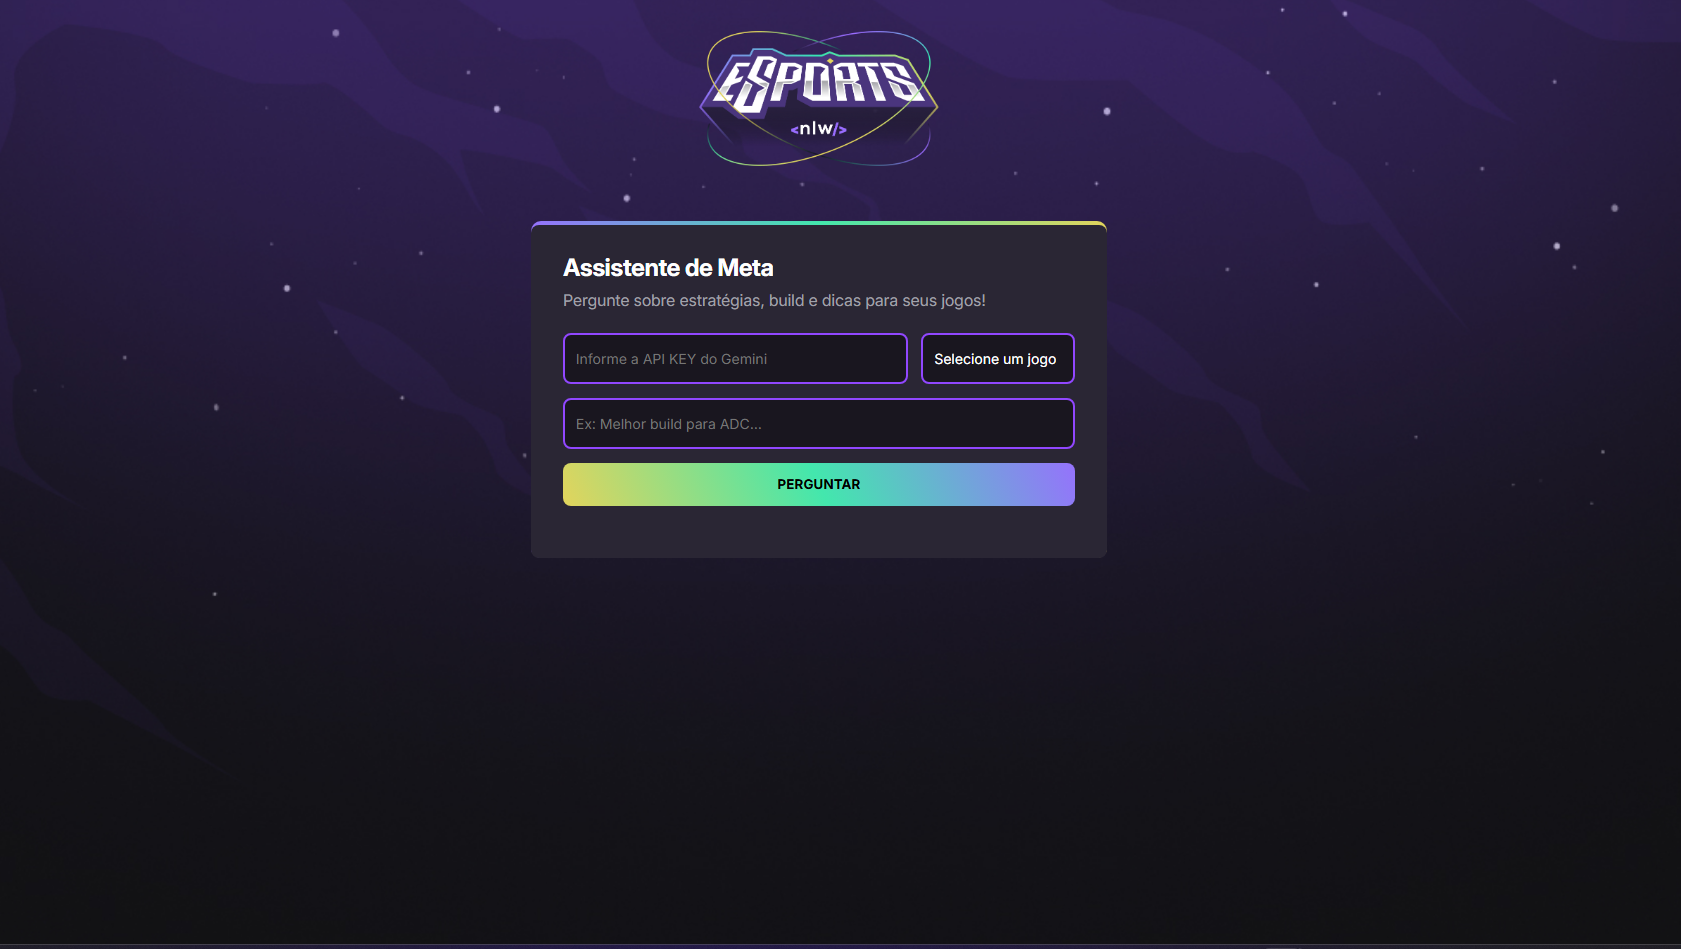 ESPORTS
<nlw/>
Assistente de Meta
Pergunte sobre estratégias, build e dicas para seus jogos!
Informe a API KEY do Gemini
Selecione um jogo
Ex: Melhor build para ADC...
PERGUNTAR